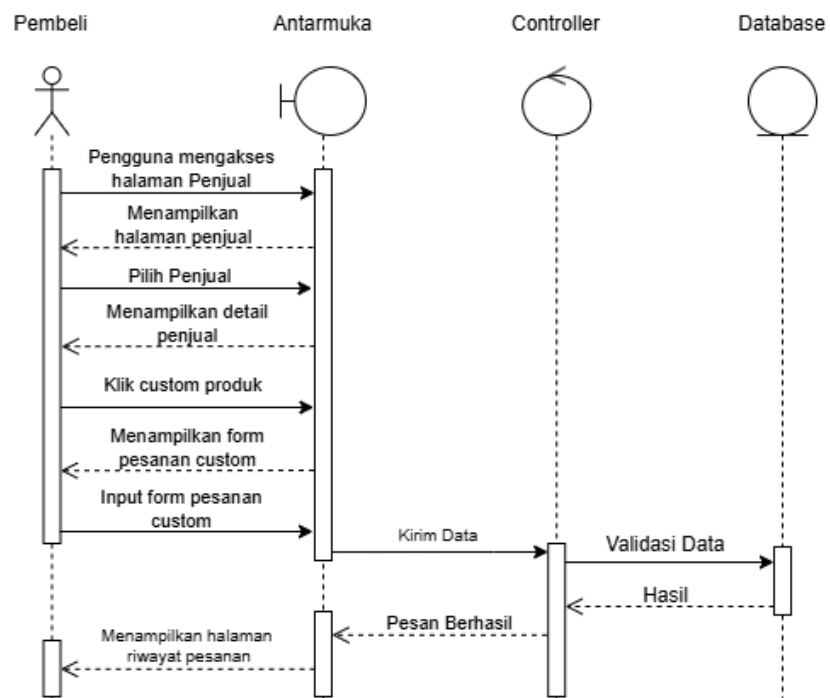 Pembeli
Antarmuka
Controller
Database
Pengguna mengakses
halaman Penjual
Menampilkan
halaman penjual
Pilih Penjual
Menampilkan detail
penjual
Klik custom produk
Menampilkan form
pesanan custom
Input form pesanan
custom
Kirim Data
Validasi Data
Hasil
Pesan Berhasil
Menampilkan halaman
riwayat pesanan